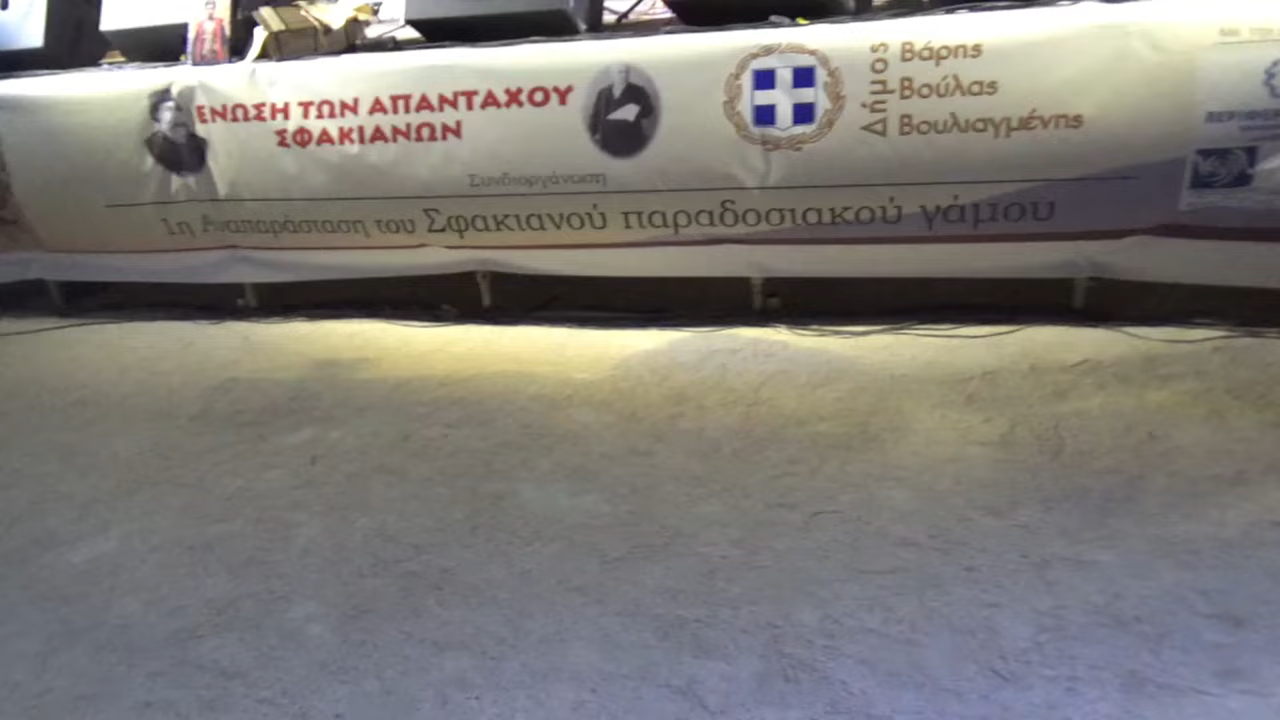 ΕΝΩΣΗ ΤΩΝ ΑΠΑΝΤΑΧΟΥ
ΣΦΑΚΙΑΝΩΝ
Δήμος
Βάρης
Βούλας
Βουλιαγμένης
Συνδιοργάνωση
1η Αναπαράσταση του Σφακιανού παραδοσιακού γάμου